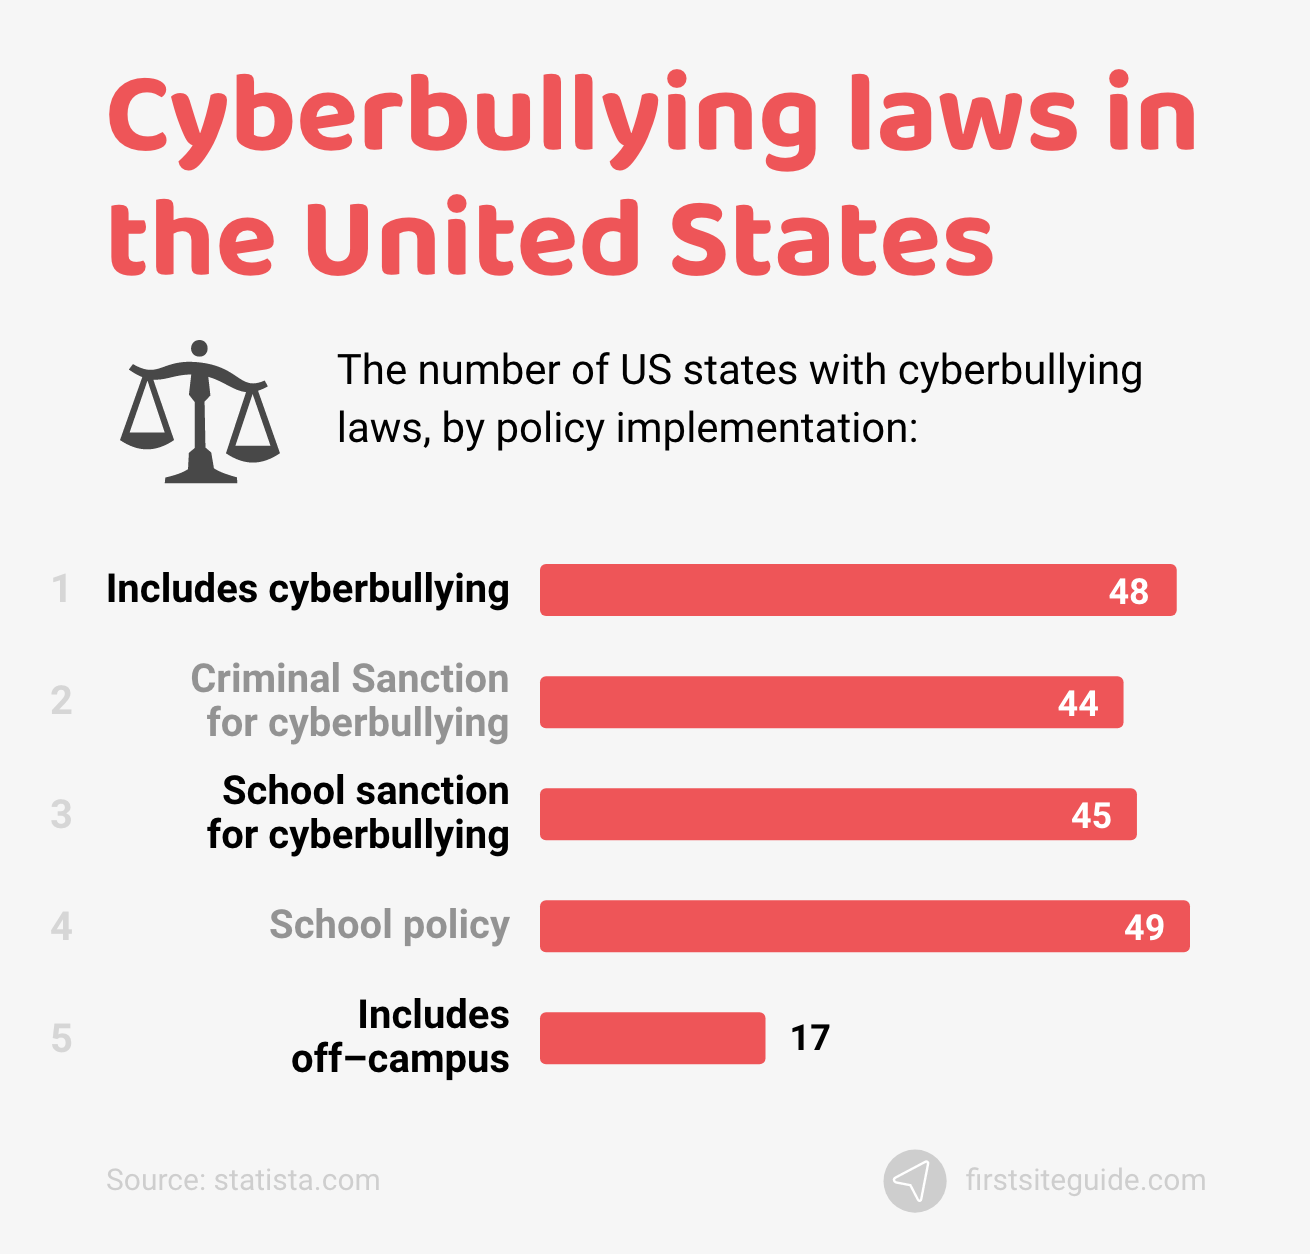 Cyberbullying laws in
the United States
The number of US states with cyberbullying
laws, by policy implementation:
1 Includes cyberbullying 48
2 Criminal Sanction
for cyberbullying 44
3 School sanction
for cyberbullying 45
4 School policy 49
5 Includes
off–campus 17
Source: statista.com firstsiteguide.com